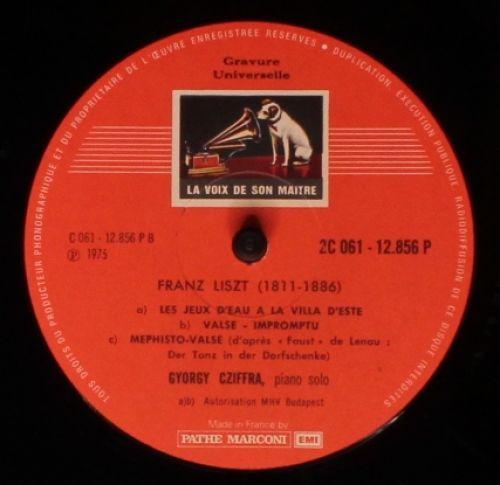 TOUS DROITS DU PRODUCTEUR PHONOGRAPHIQUE ET DU PROPRIETAIRE DE L'ŒUVRE ENREGISTREE RESERVES • DUPLICATION, EXECUTION PUBLIQUE, RADIODIFFUSION DE CE DISQUE INTERDITES
Gravure
Universelle
LA VOIX DE SON MAITRE
C 061 - 12.856 P B
℗ 1975
2C 061 - 12.856 P
FRANZ LISZT (1811-1886)
a) LES JEUX D'EAU A LA VILLA D'ESTE
b) VALSE - IMPROMPTU
c) MEPHISTO-VALSE (d'après « Faust » de Lenau :
Der Tanz in der Dorfschenke)
GYORGY CZIFFRA, piano solo
a)b) Autorisation MHV Budapest
Made in France by
PATHE MARCONI EMI